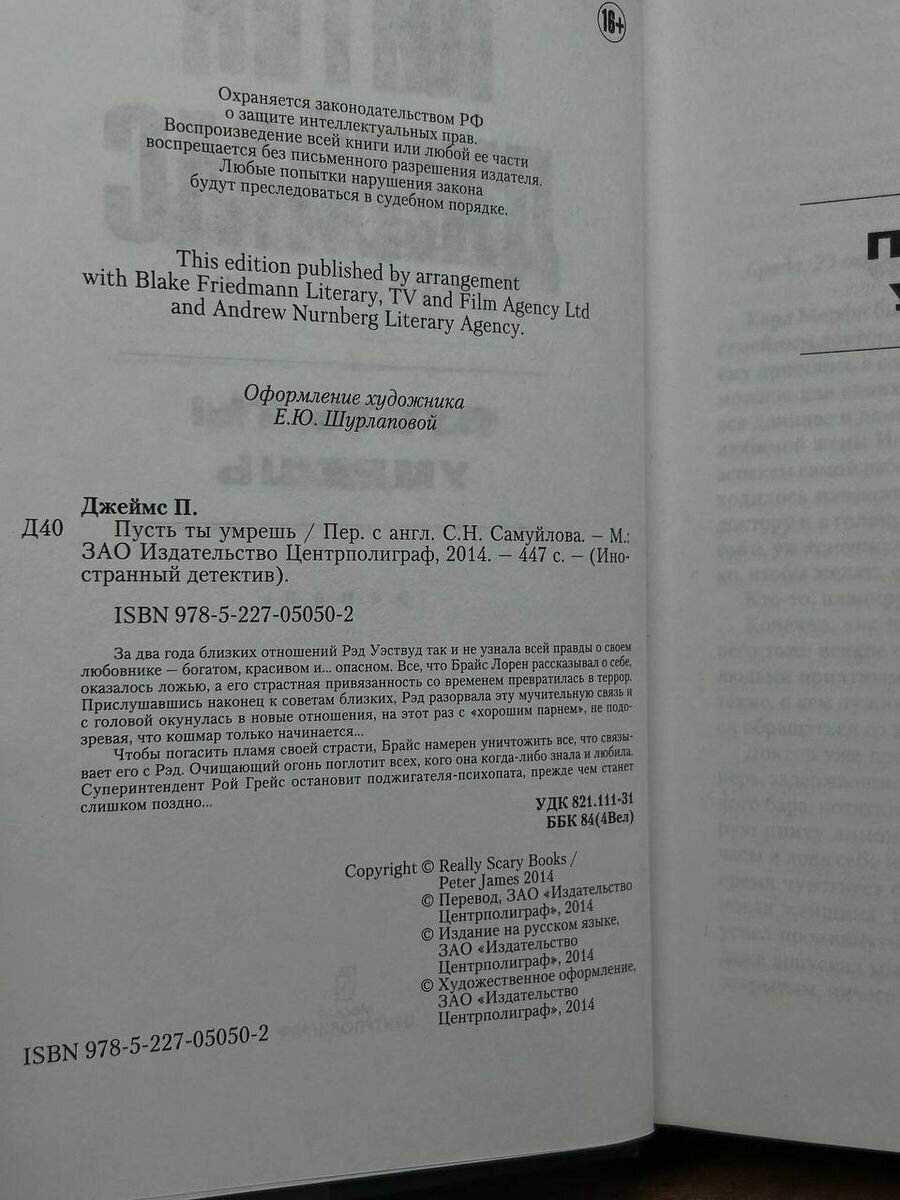 16+
Охраняется законодательством РФ
о защите интеллектуальных прав.
Воспроизведение всей книги или любой ее части
воспрещается без письменного разрешения издателя.
Любые попытки нарушения закона
будут преследоваться в судебном порядке.
This edition published by arrangement
with Blake Friedmann Literary, TV and Film Agency Ltd
and Andrew Nurnberg Literary Agency.
Оформление художника
Е.Ю. Шурлаповой
Джеймс П.
Д40 Пусть ты умрешь / Пер. с англ. С.Н. Самуйлова. – М.:
ЗАО Издательство Центрполиграф, 2014. – 447 с. – (Ино-
странный детектив).
ISBN 978-5-227-05050-2
За два года близких отношений Рэд Уэствуд так и не узнала всей правды о своем
любовнике – богатом, красивом и... опасном. Все, что Брайс Лорен рассказывал о себе,
оказалось ложью, а его страстная привязанность со временем превратилась в террор.
Прислушавшись наконец к советам близких, Рэд разорвала эту мучительную связь и
с головой окунулась в новые отношения, на этот раз с «хорошим парнем», не подо-
зревая, что кошмар только начинается...
Чтобы погасить пламя своей страсти, Брайс намерен уничтожить все, что связы-
вает его с Рэд. Очищающий огонь поглотит всех, кого она когда-либо знала и любила.
Суперинтендент Рой Грейс остановит поджигателя-психопата, прежде чем станет
слишком поздно...
УДК 821.111-31
ББК 84(4Вел)
Copyright © Really Scary Books /
Peter James 2014
© Перевод, ЗАО «Издательство
Центрполиграф», 2014
© Издание на русском языке,
ЗАО «Издательство
Центрполиграф», 2014
© Художественное оформление,
ЗАО «Издательство
Центрполиграф», 2014
ISBN 978-5-227-05050-2